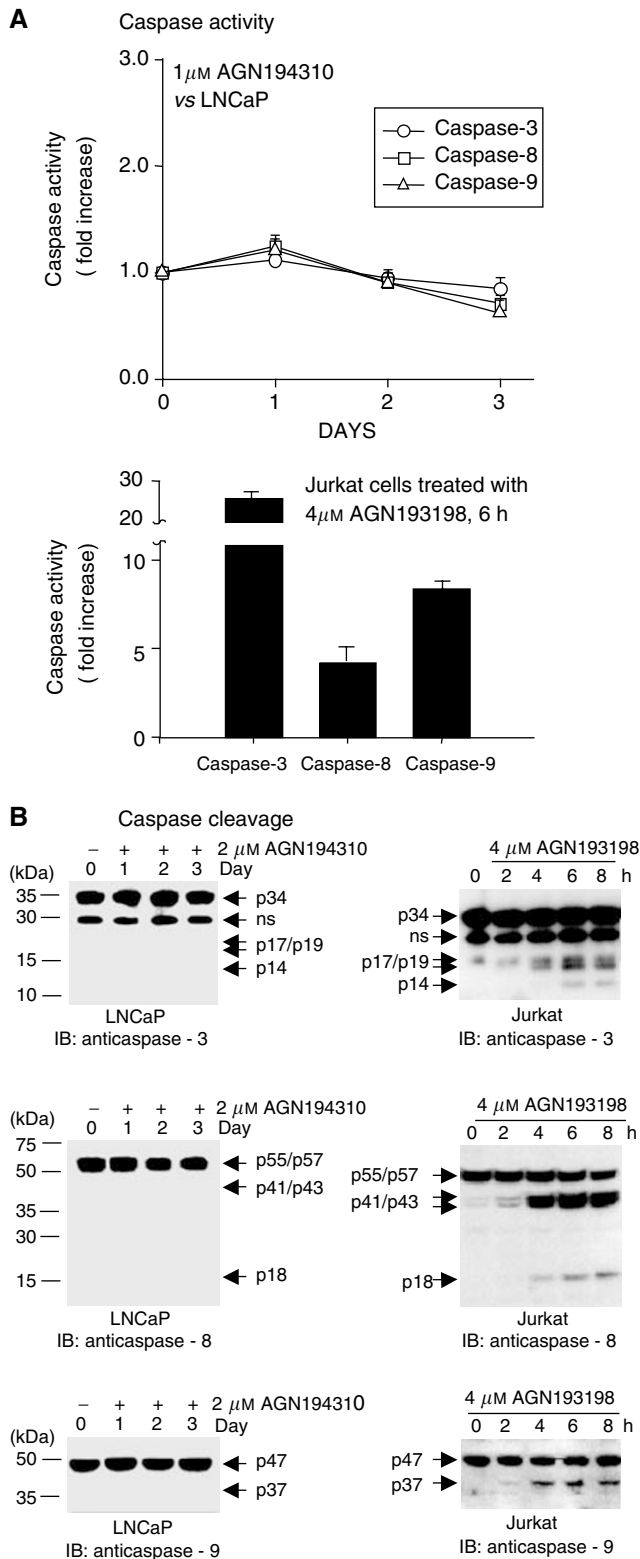 A
Caspase activity
3.0
2.0
1.0
0.0
Caspase activity
( fold increase)
1 μM AGN194310
vs LNCaP
Caspase-3
Caspase-8
Caspase-9
0 1 2 3
DAYS
30
20
10
5
0
Caspase activity
( fold increase)
Jurkat cells treated with
4 μM AGN193198, 6 h
Caspase-3 Caspase-8 Caspase-9
B
Caspase cleavage
– + + + 2 μM AGN194310
(kDa) 0 1 2 3 Day
35
30
15
10
p34
ns
p17/p19
p14
LNCaP
IB: anticaspase - 3
4 μM AGN193198
0 2 4 6 8 h
p34
ns
p17/p19
p14
Jurkat
IB: anticaspase - 3
– + + + 2 μM AGN194310
(kDa) 0 1 2 3 Day
75
50
35
30
15
p55/p57
p41/p43
p18
LNCaP
IB: anticaspase - 8
4 μM AGN193198
0 2 4 6 8 h
p55/p57
p41/p43
p18
Jurkat
IB: anticaspase - 8
– + + + 2 μM AGN194310
(kDa) 0 1 2 3 Day
50
35
p47
p37
LNCaP
IB: anticaspase - 9
4 μM AGN193198
0 2 4 6 8 h
p47
p37
Jurkat
IB: anticaspase - 9